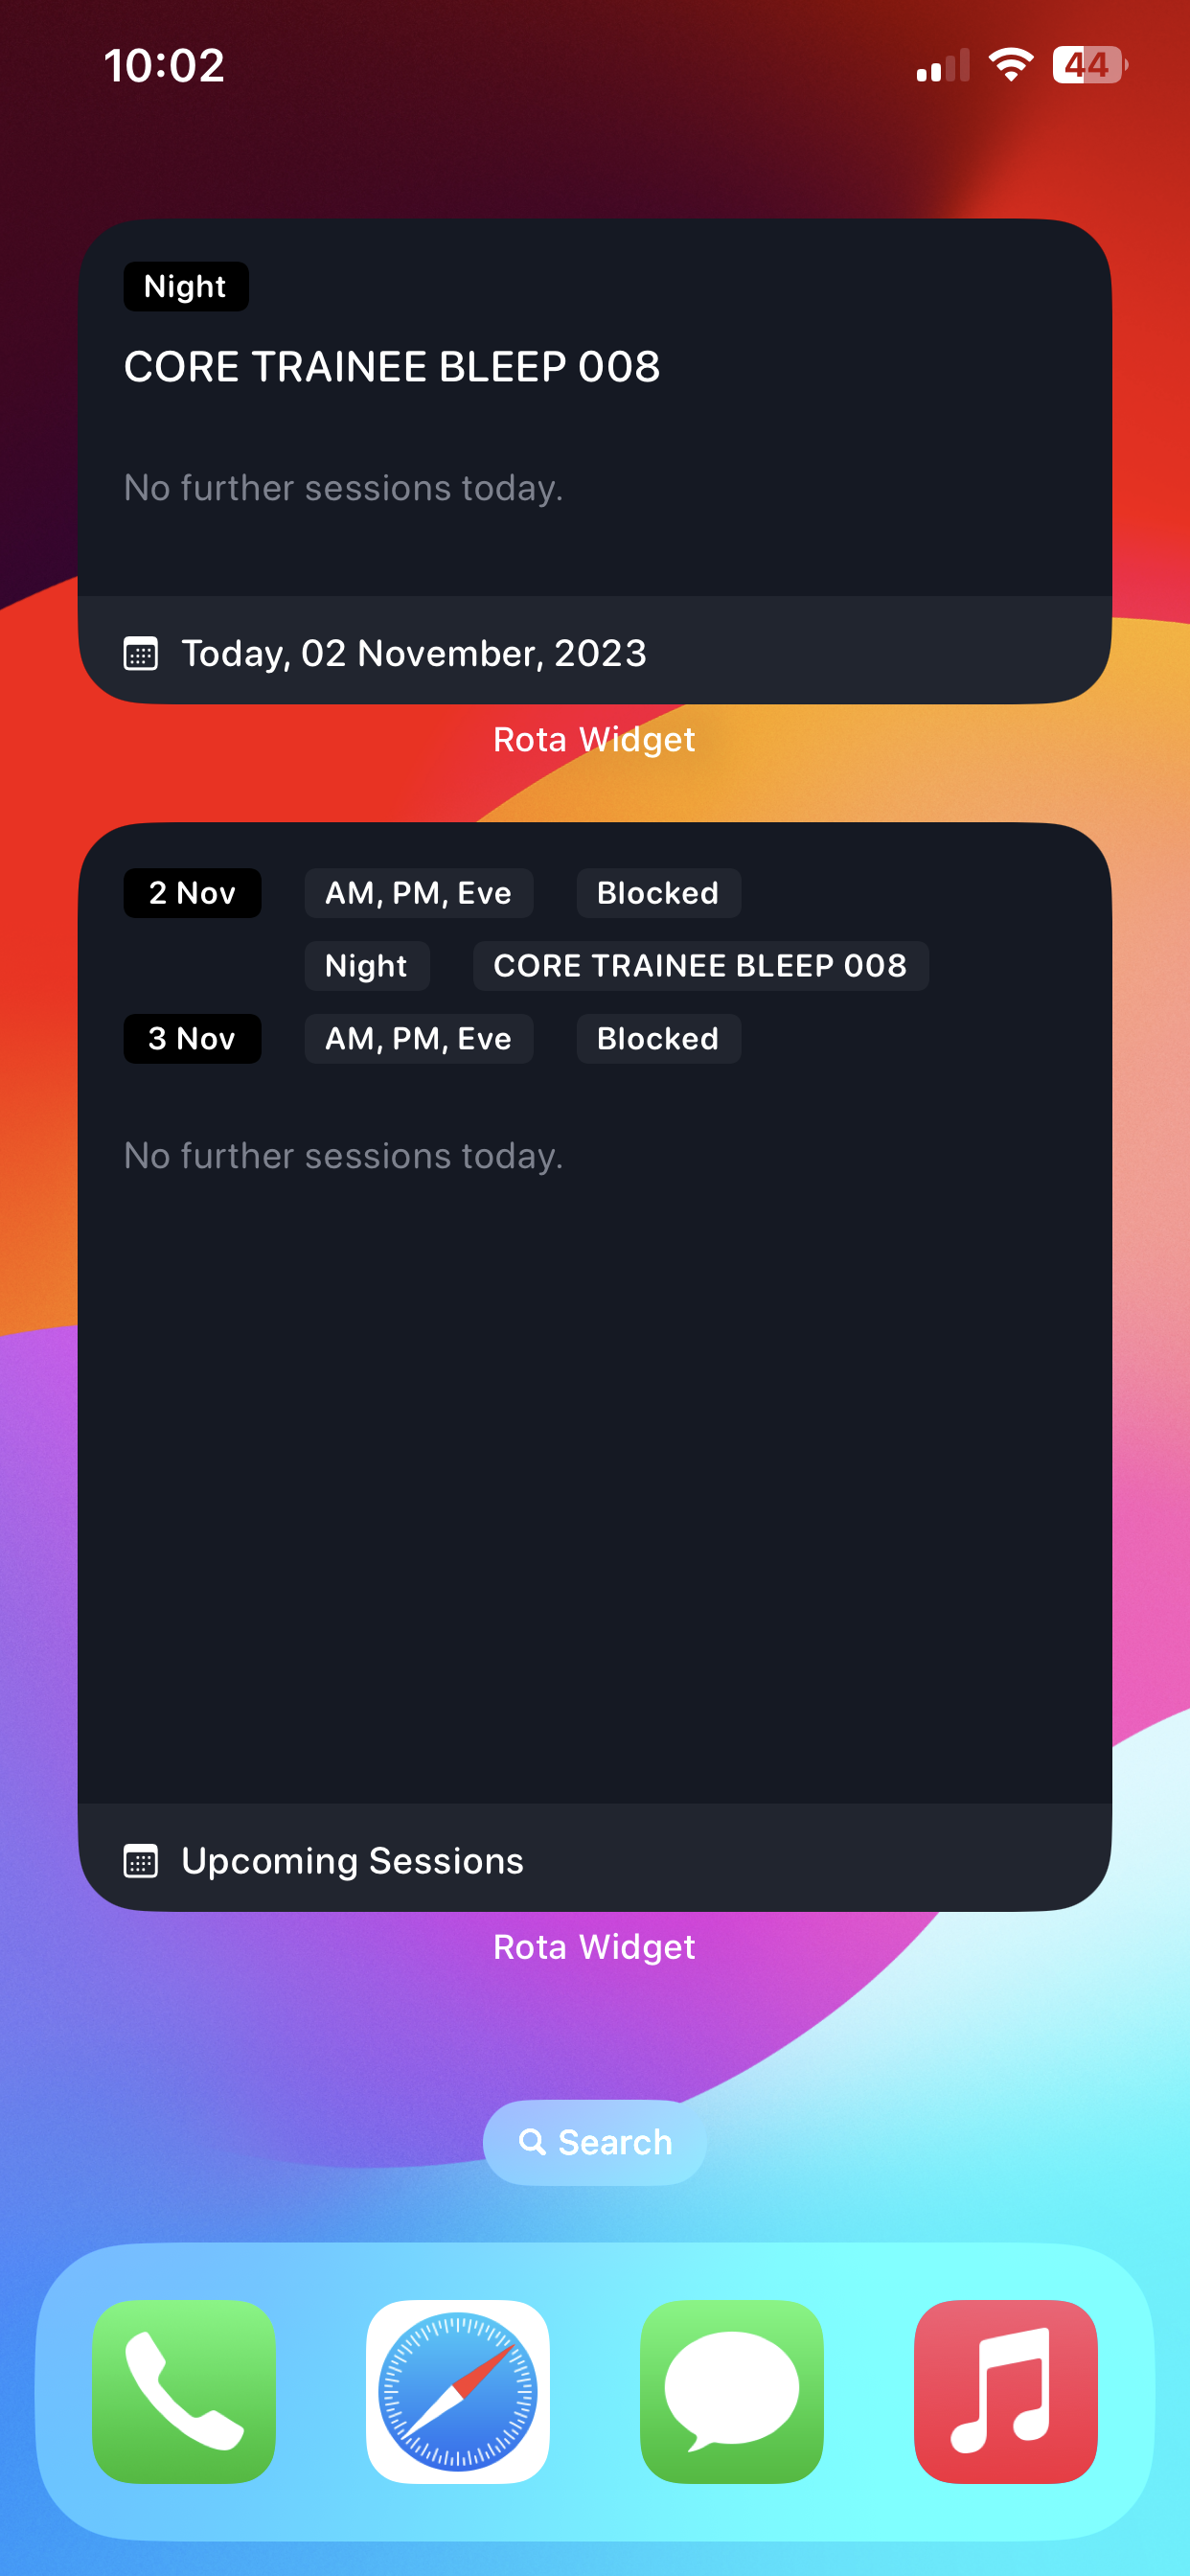 10:02
44
Night
CORE TRAINEE BLEEP 008
No further sessions today.
Today, 02 November, 2023
Rota Widget
2 Nov AM, PM, Eve Blocked
Night CORE TRAINEE BLEEP 008
3 Nov AM, PM, Eve Blocked
No further sessions today.
Upcoming Sessions
Rota Widget
Search